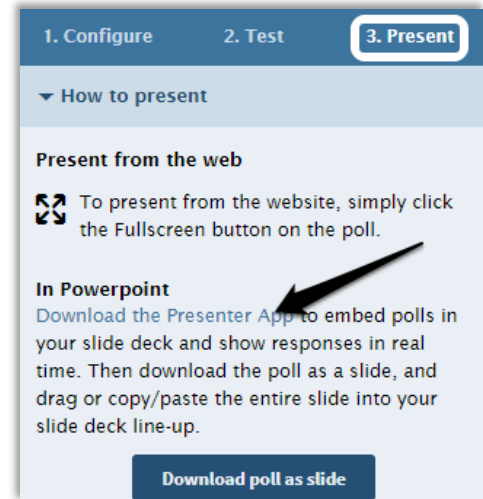 1. Configure 2. Test 3. Present
How to present
Present from the web
To present from the website, simply click
the Fullscreen button on the poll.
In Powerpoint
Download the Presenter App to embed polls in
your slide deck and show responses in real
time. Then download the poll as a slide, and
drag or copy/paste the entire slide into your
slide deck line-up.
Download poll as slide